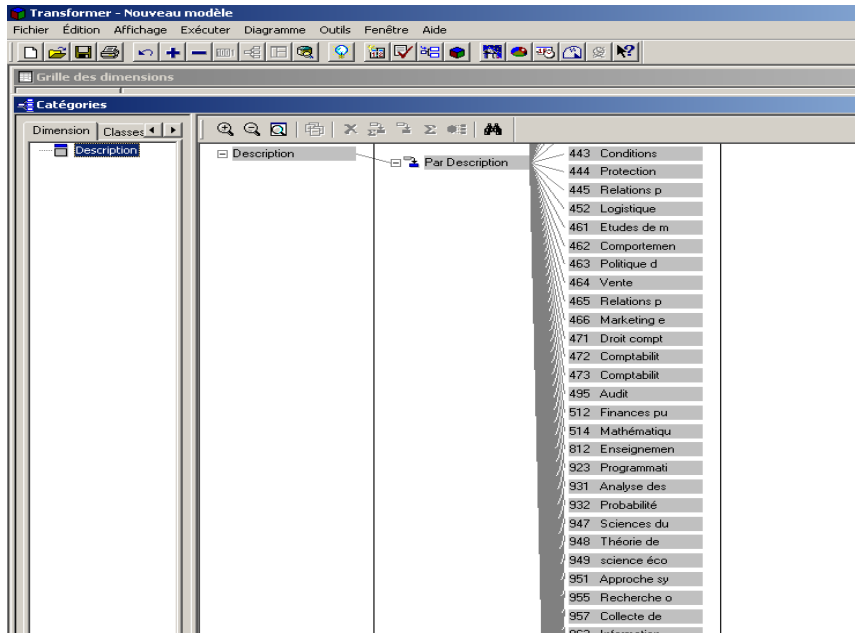 Transformer - Nouveau modèle
Fichier Édition Affichage Exécuter Diagramme Outils Fenêtre Aide
Grille des dimensions
Catégories
Dimension Classes
Description
Description
Par Description
443 Conditions
444 Protection
445 Relations p
452 Logistique
461 Etudes de m
462 Comportemen
463 Politique d
464 Vente
465 Relations p
466 Marketing e
471 Droit compt
472 Comptabilit
473 Comptabilit
495 Audit
512 Finances pu
514 Mathématiqu
812 Enseignemen
923 Programmati
931 Analyse des
932 Probabilité
947 Sciences du
948 Théorie de
949 science éco
951 Approche sy
955 Recherche o
957 Collecte de